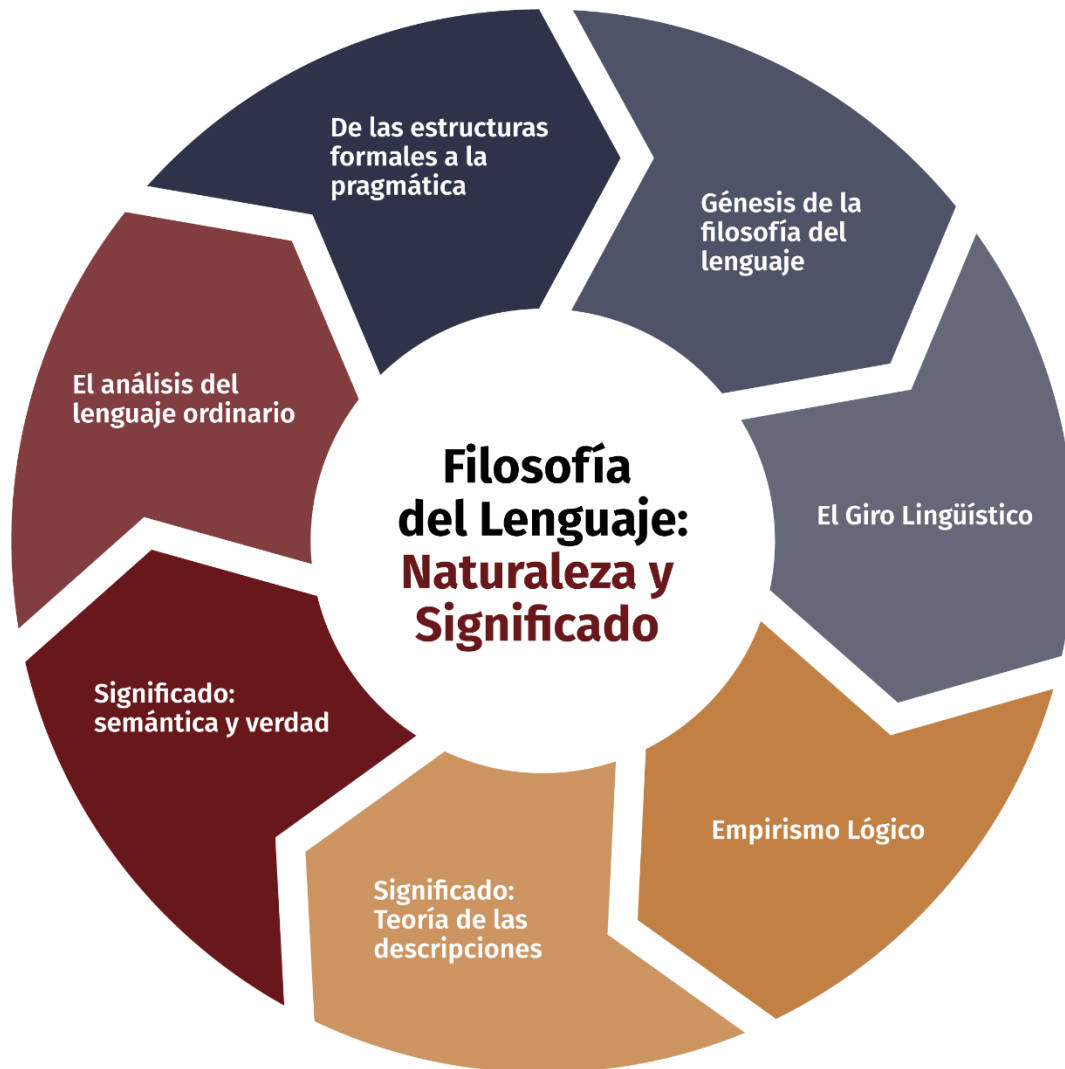 De las estructuras
formales a la
pragmática
Génesis de la
filosofía del
lenguaje
El Giro Lingüístico
Empirismo Lógico
Significado:
Teoría de las
descripciones
Significado:
semántica y verdad
El análisis del
lenguaje ordinario
Filosofía
del Lenguaje:
Naturaleza y
Significado